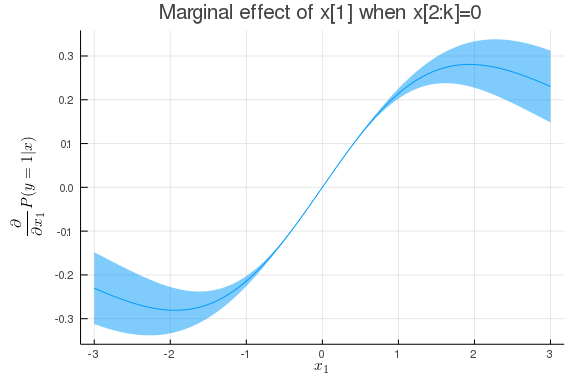 Marginal effect of x[1] when x[2:k]=0
0.3
0.2
0.1
0.0
-0.1
-0.2
-0.3
∂/∂x₁ P(y = 1|x)
-3 -2 -1 0 1 2 3
x₁